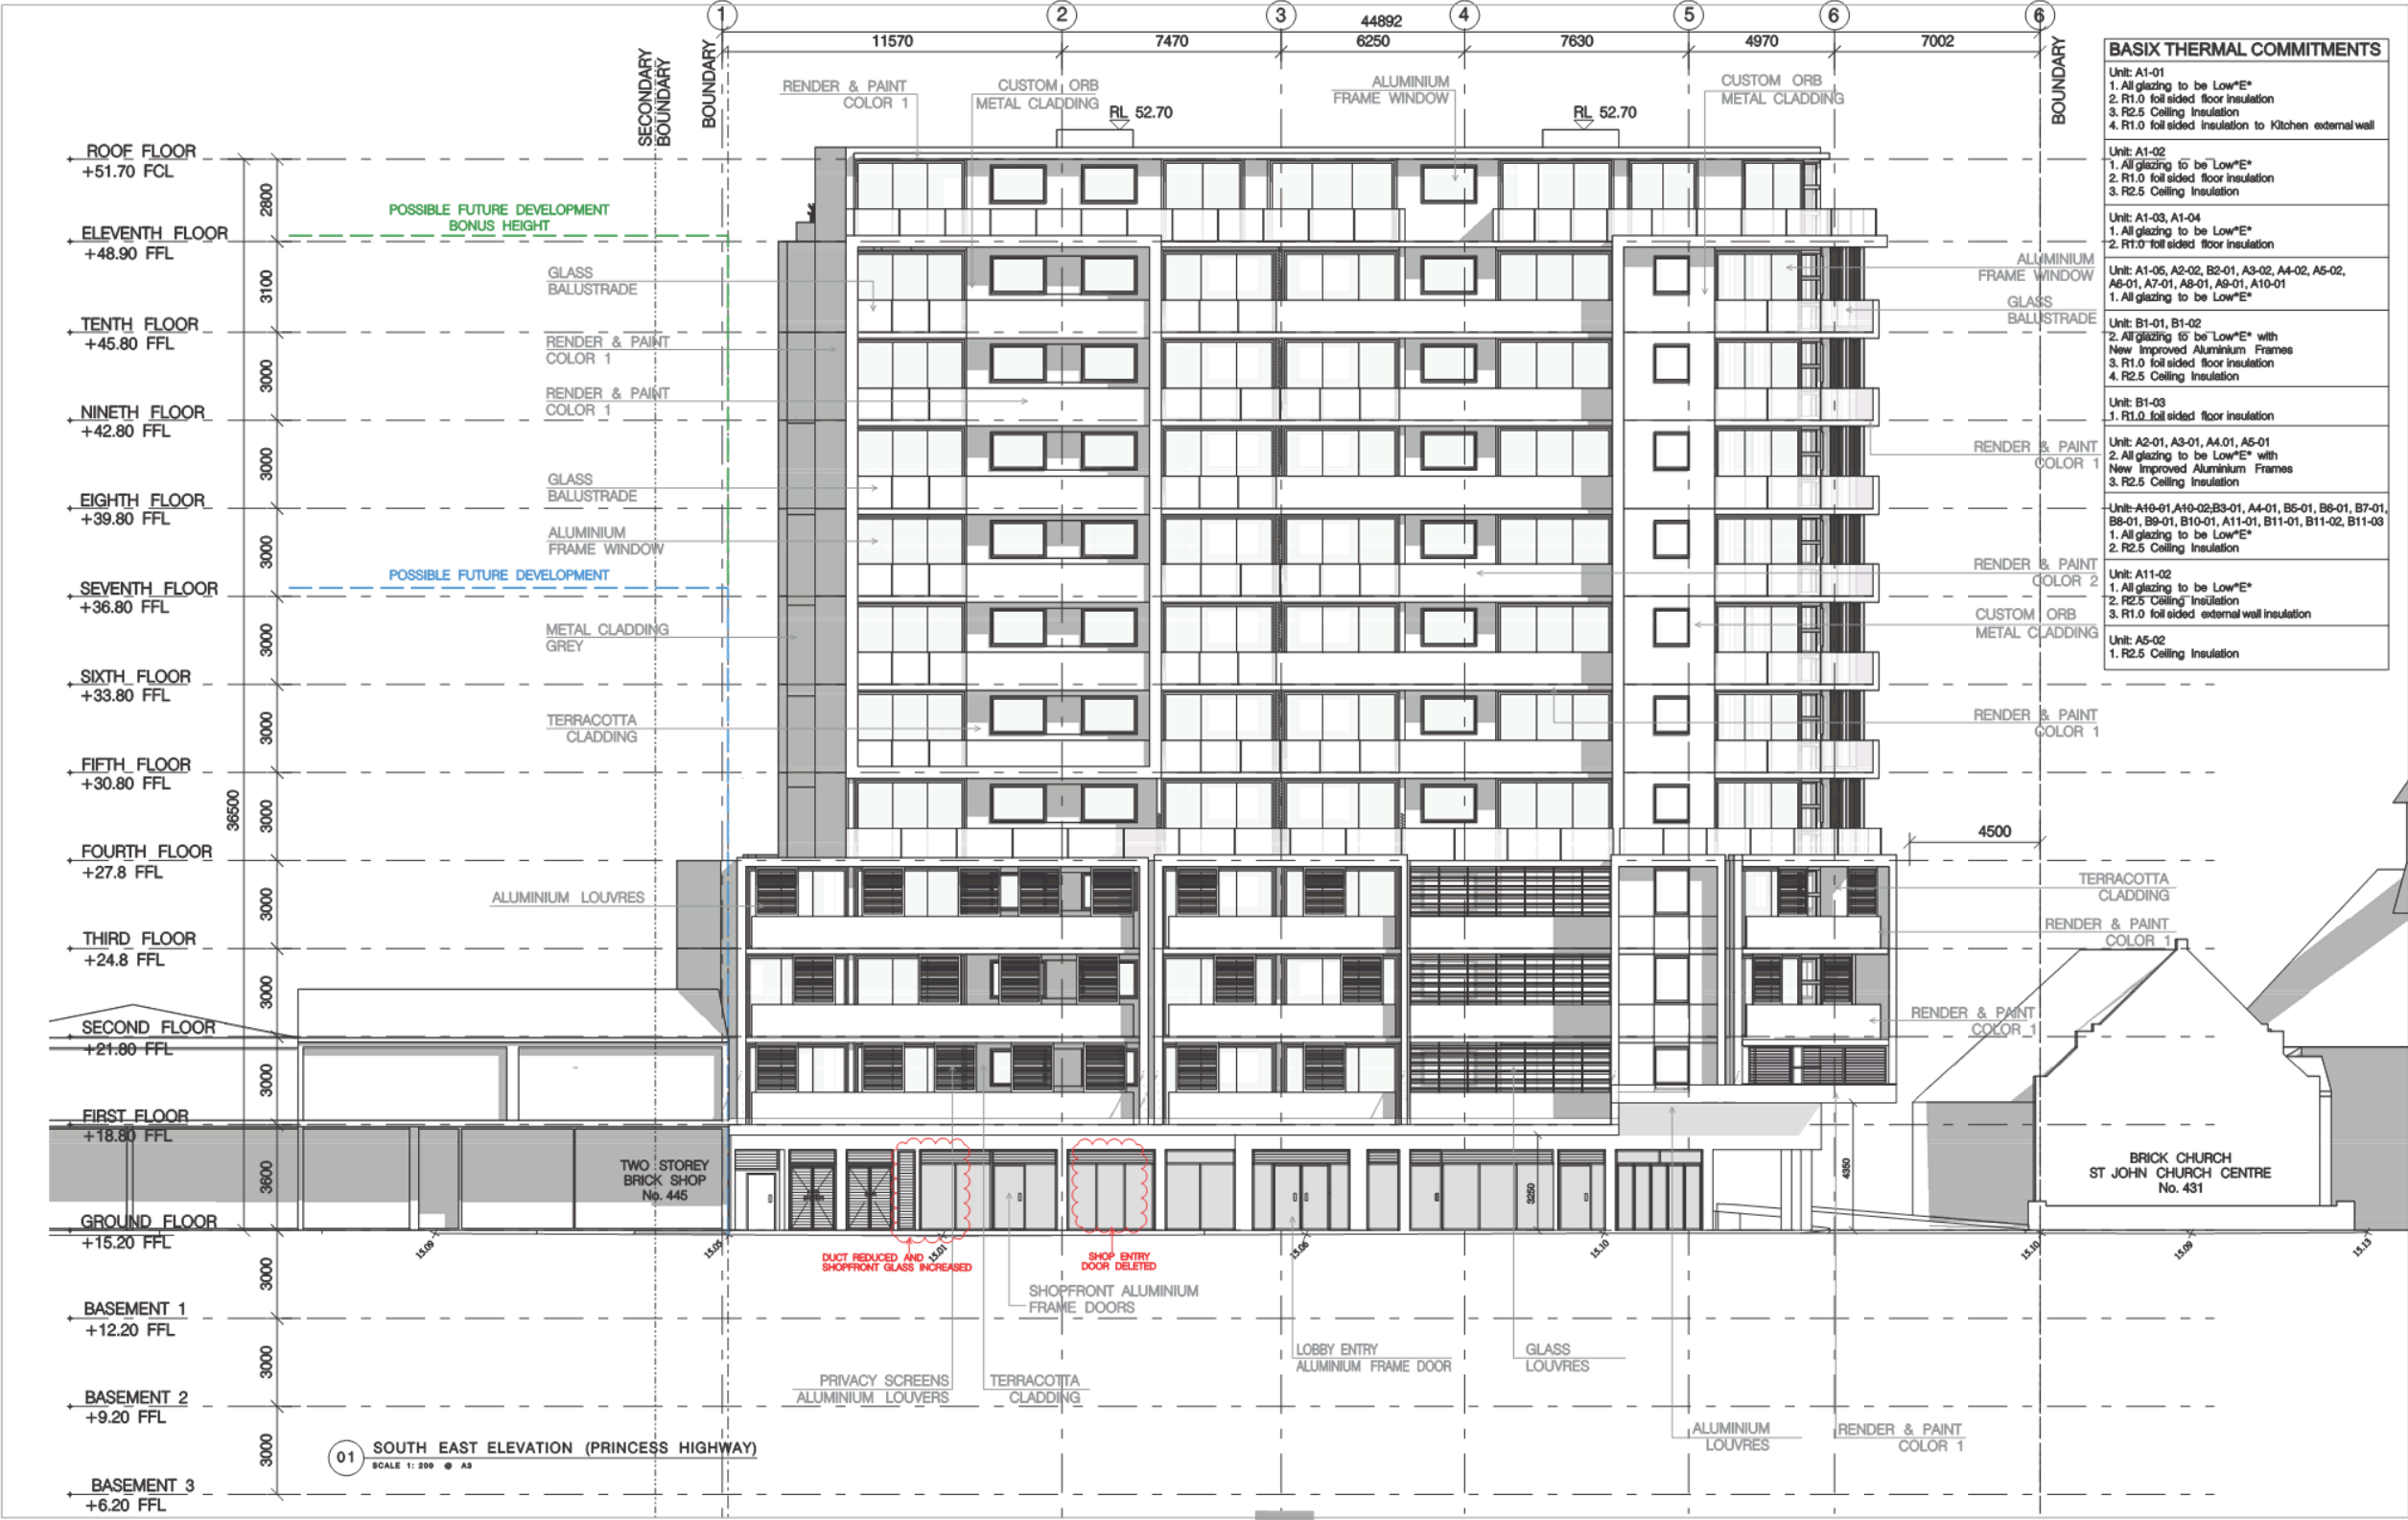 1
2
3
4
5
6
6
44892
11570
7470
6250
7630
4970
7002
SECONDARY
BOUNDARY
BOUNDARY
BOUNDARY
RENDER & PAINT
COLOR 1
CUSTOM ORB
METAL CLADDING
RL 52.70
ALUMINIUM
FRAME WINDOW
RL 52.70
CUSTOM ORB
METAL CLADDING
BASIX THERMAL COMMITMENTS
Unit: A1-01
1. All glazing to be Low"E"
2. R1.0 foil sided floor insulation
3. R2.5 Ceiling Insulation
4. R1.0 foil sided insulation to Kitchen external wall
Unit: A1-02
1. All glazing to be Low"E"
2. R1.0 foil sided floor insulation
3. R2.5 Ceiling Insulation
Unit: A1-03, A1-04
1. All glazing to be Low"E"
2. R1.0 foil sided floor insulation
Unit: A1-05, A2-02, B2-01, A3-02, A4-02, A5-02,
A6-01, A7-01, A8-01, A9-01, A10-01
1. All glazing to be Low"E"
Unit: B1-01, B1-02
2. All glazing to be Low"E" with
New Improved Aluminium Frames
3. R1.0 foil sided floor insulation
4. R2.5 Ceiling Insulation
Unit: B1-03
1. R1.0 foil sided floor insulation
Unit: A2-01, A3-01, A4.01, A5-01
2. All glazing to be Low"E" with
New Improved Aluminium Frames
3. R2.5 Ceiling Insulation
Unit: A10-01,A10-02,B3-01, A4-01, B5-01, B6-01, B7-01,
B8-01, B9-01, B10-01, A11-01, B11-01, B11-02, B11-03
1. All glazing to be Low"E"
2. R2.5 Ceiling Insulation
Unit: A11-02
1. All glazing to be Low"E"
2. R2.5 Ceiling Insulation
3. R1.0 foil sided external wall insulation
Unit: A5-02
1. R2.5 Ceiling Insulation
ROOF FLOOR
+51.70 FCL
2800
ELEVENTH FLOOR
+48.90 FFL
3100
TENTH FLOOR
+45.80 FFL
3000
NINETH FLOOR
+42.80 FFL
3000
EIGHTH FLOOR
+39.80 FFL
3000
SEVENTH FLOOR
+36.80 FFL
3000
SIXTH FLOOR
+33.80 FFL
3000
FIFTH FLOOR
+30.80 FFL
36500
3000
FOURTH FLOOR
+27.8 FFL
3000
THIRD FLOOR
+24.8 FFL
3000
SECOND FLOOR
+21.80 FFL
3000
FIRST FLOOR
+18.80 FFL
3600
GROUND FLOOR
+15.20 FFL
3000
BASEMENT 1
+12.20 FFL
3000
BASEMENT 2
+9.20 FFL
3000
BASEMENT 3
+6.20 FFL
POSSIBLE FUTURE DEVELOPMENT
BONUS HEIGHT
GLASS
BALUSTRADE
RENDER & PAINT
COLOR 1
RENDER & PAINT
COLOR 1
GLASS
BALUSTRADE
ALUMINIUM
FRAME WINDOW
POSSIBLE FUTURE DEVELOPMENT
METAL CLADDING
GREY
TERRACOTTA
CLADDING
ALUMINIUM LOUVRES
ALUMINIUM
FRAME WINDOW
GLASS
BALUSTRADE
RENDER & PAINT
COLOR 1
RENDER & PAINT
COLOR 2
CUSTOM ORB
METAL CLADDING
RENDER & PAINT
COLOR 1
4500
TERRACOTTA
CLADDING
RENDER & PAINT
COLOR 1
RENDER & PAINT
COLOR 1
TWO STOREY
BRICK SHOP
No. 445
3250
4350
BRICK CHURCH
ST JOHN CHURCH CENTRE
No. 431
15.09
15.05
15.01
15.06
15.10
15.10
15.09
15.13
DUCT REDUCED AND
SHOPFRONT GLASS INCREASED
SHOP ENTRY
DOOR DELETED
SHOPFRONT ALUMINIUM
FRAME DOORS
LOBBY ENTRY
ALUMINIUM FRAME DOOR
GLASS
LOUVRES
PRIVACY SCREENS
ALUMINIUM LOUVERS
TERRACOTTA
CLADDING
ALUMINIUM
LOUVRES
RENDER & PAINT
COLOR 1
01
SOUTH EAST ELEVATION (PRINCESS HIGHWAY)
SCALE 1: 200 @ A3